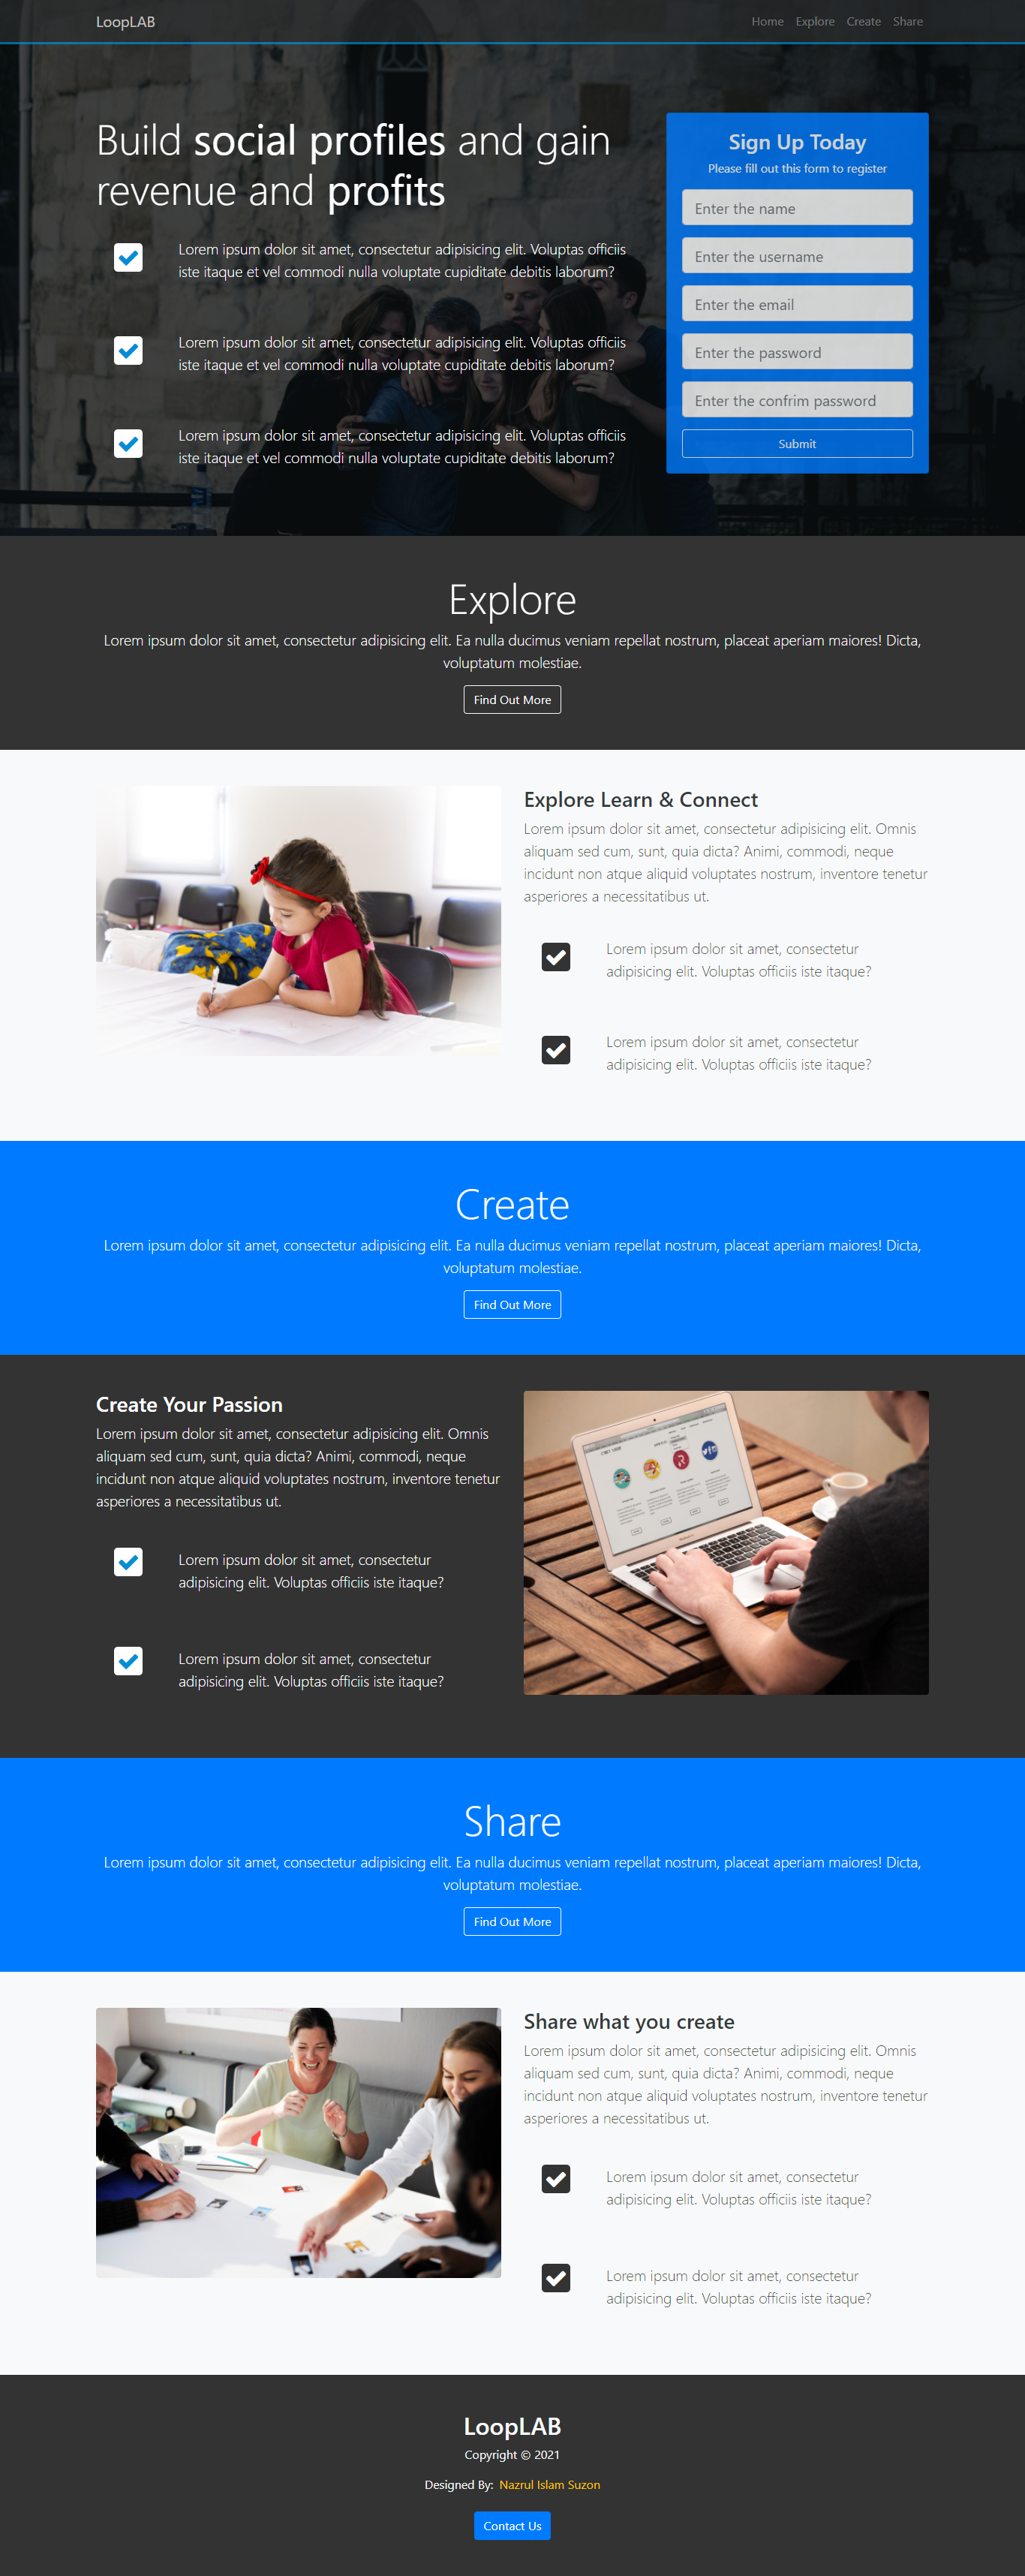 LoopLAB
Home Explore Create Share
Build social profiles and gain
revenue and profits
Lorem ipsum dolor sit amet, consectetur adipisicing elit. Voluptas officiis
iste itaque et vel commodi nulla voluptate cupiditate debitis laborum?
Lorem ipsum dolor sit amet, consectetur adipisicing elit. Voluptas officiis
iste itaque et vel commodi nulla voluptate cupiditate debitis laborum?
Lorem ipsum dolor sit amet, consectetur adipisicing elit. Voluptas officiis
iste itaque et vel commodi nulla voluptate cupiditate debitis laborum?
Sign Up Today
Please fill out this form to register
Enter the name
Enter the username
Enter the email
Enter the password
Enter the confrim password
Submit
Explore
Lorem ipsum dolor sit amet, consectetur adipisicing elit. Ea nulla ducimus veniam repellat nostrum, placeat aperiam maiores! Dicta,
voluptatum molestiae.
Find Out More
Explore Learn & Connect
Lorem ipsum dolor sit amet, consectetur adipisicing elit. Omnis
aliquam sed cum, sunt, quia dicta? Animi, commodi, neque
incidunt non atque aliquid voluptates nostrum, inventore tenetur
asperiores a necessitatibus ut.
Lorem ipsum dolor sit amet, consectetur
adipisicing elit. Voluptas officiis iste itaque?
Lorem ipsum dolor sit amet, consectetur
adipisicing elit. Voluptas officiis iste itaque?
Create
Lorem ipsum dolor sit amet, consectetur adipisicing elit. Ea nulla ducimus veniam repellat nostrum, placeat aperiam maiores! Dicta,
voluptatum molestiae.
Find Out More
Create Your Passion
Lorem ipsum dolor sit amet, consectetur adipisicing elit. Omnis
aliquam sed cum, sunt, quia dicta? Animi, commodi, neque
incidunt non atque aliquid voluptates nostrum, inventore tenetur
asperiores a necessitatibus ut.
Lorem ipsum dolor sit amet, consectetur
adipisicing elit. Voluptas officiis iste itaque?
Lorem ipsum dolor sit amet, consectetur
adipisicing elit. Voluptas officiis iste itaque?
Share
Lorem ipsum dolor sit amet, consectetur adipisicing elit. Ea nulla ducimus veniam repellat nostrum, placeat aperiam maiores! Dicta,
voluptatum molestiae.
Find Out More
Share what you create
Lorem ipsum dolor sit amet, consectetur adipisicing elit. Omnis
aliquam sed cum, sunt, quia dicta? Animi, commodi, neque
incidunt non atque aliquid voluptates nostrum, inventore tenetur
asperiores a necessitatibus ut.
Lorem ipsum dolor sit amet, consectetur
adipisicing elit. Voluptas officiis iste itaque?
Lorem ipsum dolor sit amet, consectetur
adipisicing elit. Voluptas officiis iste itaque?
LoopLAB
Copyright © 2021
Designed By: Nazrul Islam Suzon
Contact Us